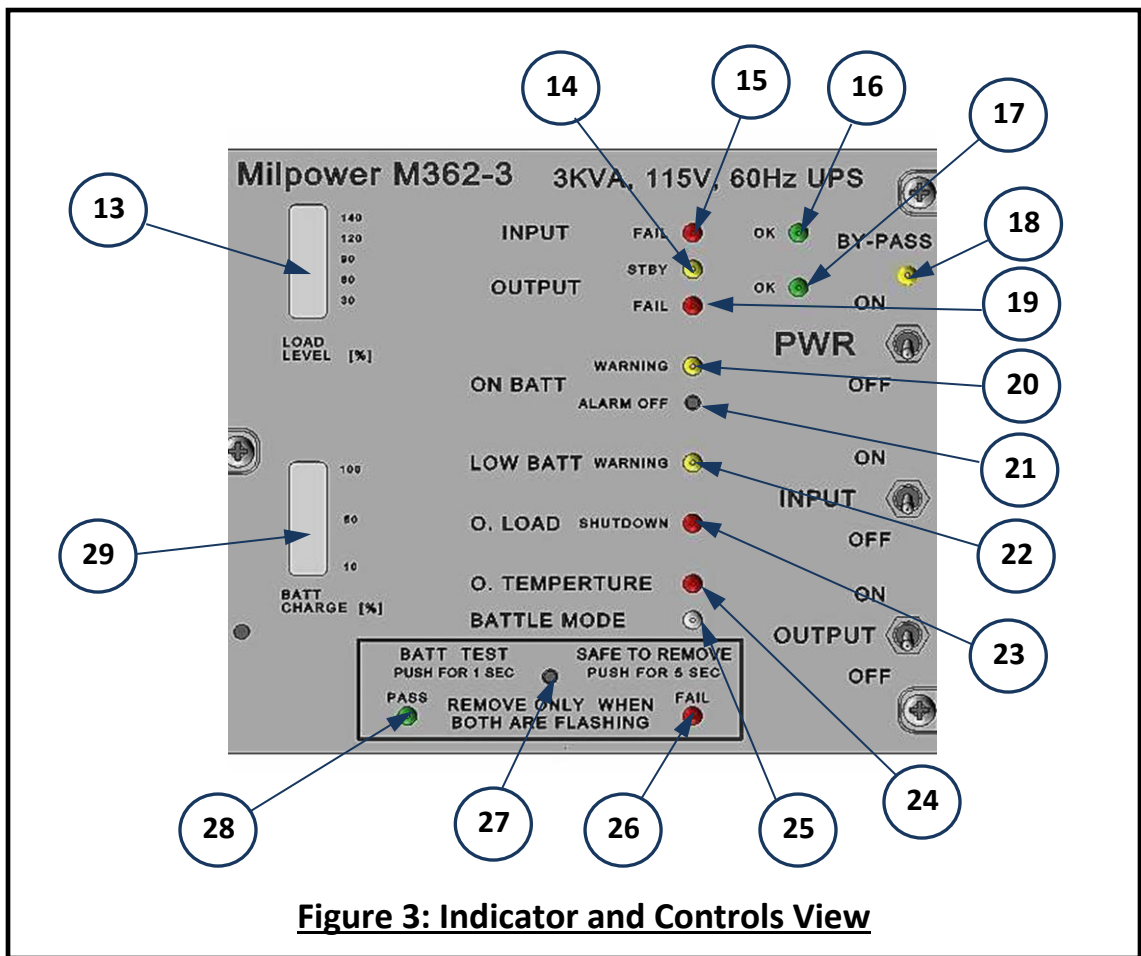 14
15
16
17
Milpower M362-3 3KVA, 115V, 60Hz UPS
13
18
140
120
90
60
30
INPUT FAIL OK
BY-PASS
STBY
OUTPUT OK
FAIL
ON
19
LOAD
LEVEL [%]
PWR
WARNING
ON BATT
OFF
20
ALARM OFF
21
100
50
10
LOW BATT WARNING
ON
INPUT
O. LOAD SHUTDOWN
OFF
22
29
BATT
CHARGE [%]
O. TEMPERTURE
ON
BATTLE MODE
OUTPUT
23
OFF
BATT TEST SAFE TO REMOVE
PUSH FOR 1 SEC PUSH FOR 5 SEC
PASS REMOVE ONLY WHEN FAIL
BOTH ARE FLASHING
28
27
26
25
24
Figure 3: Indicator and Controls View